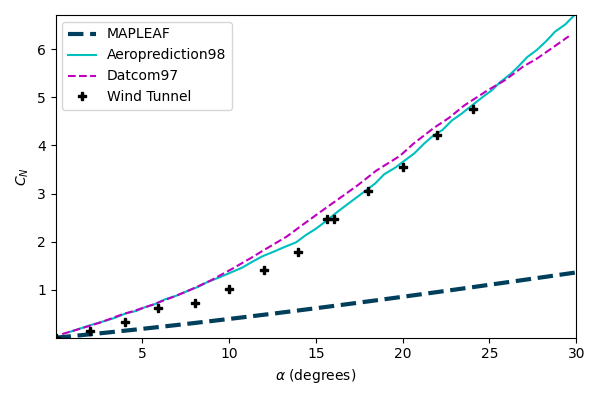 MAPLEAF
Aeroprediction98
Datcom97
Wind Tunnel
6
5
4
3
2
1
C_N
5
10
15
20
25
30
α (degrees)